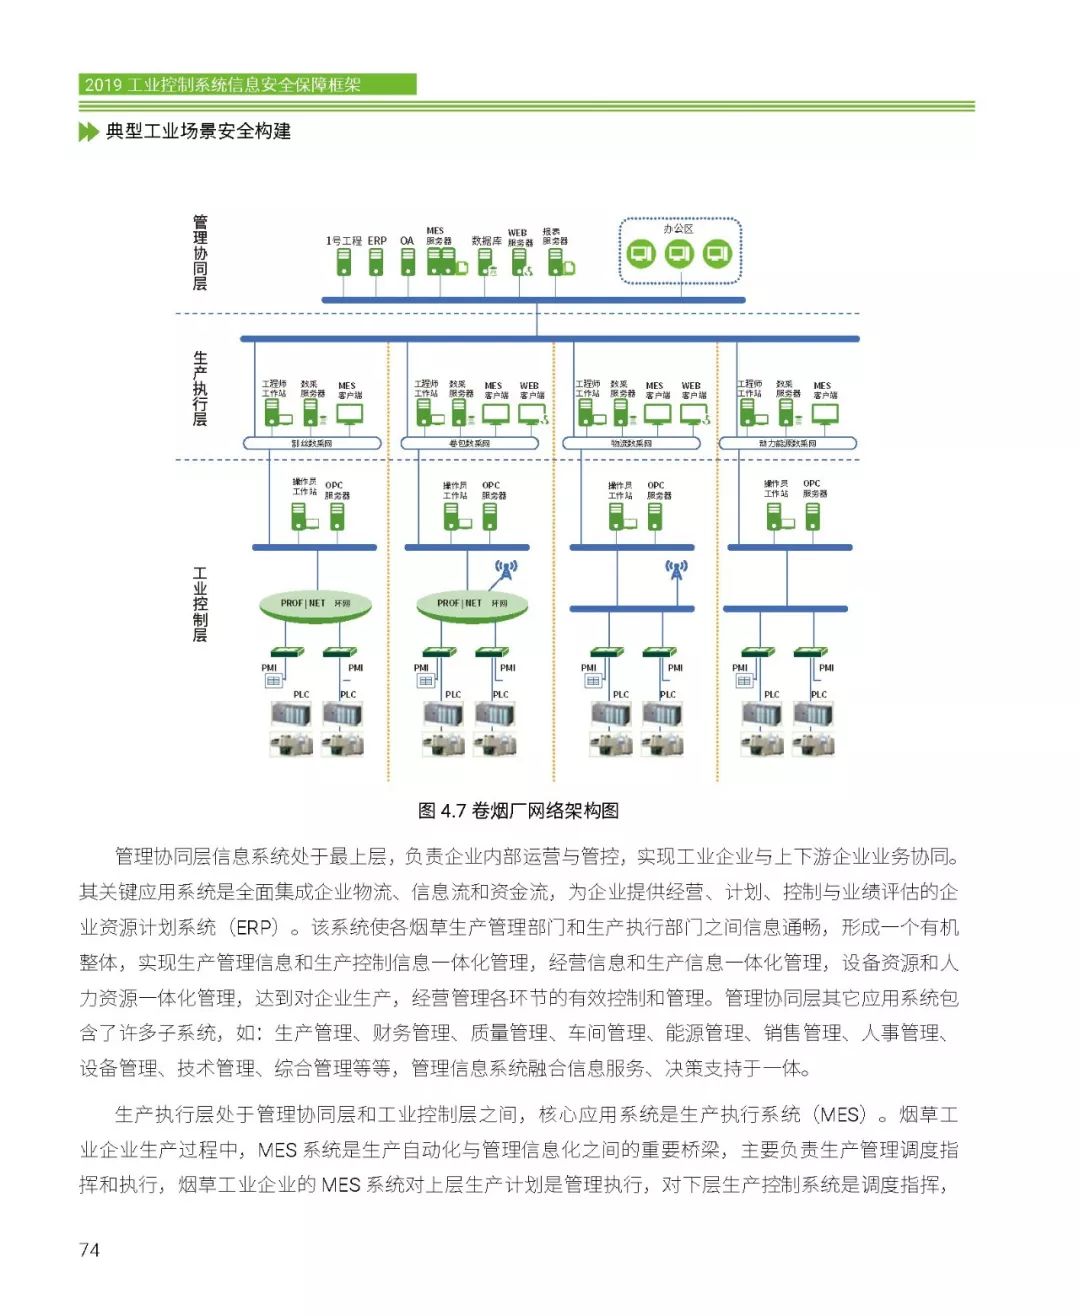 2019 工业控制系统信息安全保障框架
典型工业场景安全构建
管理协同层
1号工程 ERP OA MES服务器 数据库 WEB服务器 报表服务器 办公区
生产执行层
工程师工作站 数采服务器 MES客户端
工程师工作站 数采服务器 MES客户端 WEB客户端
工程师工作站 数采服务器 MES客户端 WEB客户端
工程师工作站 数采服务器 MES客户端
制丝数采网 卷包数采网 物流数采网 动力能源数采网
操作员工作站 OPC服务器
操作员工作站 OPC服务器
操作员工作站 OPC服务器
操作员工作站 OPC服务器
工业控制层
PROF|NET 环网 PROF|NET 环网
PMI PMI PMI PMI PMI PMI PMI PMI
PLC PLC PLC PLC PLC PLC PLC PLC
图 4.7 卷烟厂网络架构图
管理协同层信息系统处于最上层，负责企业内部运营与管控，实现工业企业与上下游企业业务协同。
其关键应用系统是全面集成企业物流、信息流和资金流，为企业提供经营、计划、控制与业绩评估的企
业资源计划系统（ERP）。该系统使各烟草生产管理部门和生产执行部门之间信息通畅，形成一个有机
整体，实现生产管理信息和生产控制信息一体化管理，经营信息和生产信息一体化管理，设备资源和人
力资源一体化管理，达到对企业生产，经营管理各环节的有效控制和管理。管理协同层其它应用系统包
含了许多子系统，如：生产管理、财务管理、质量管理、车间管理、能源管理、销售管理、人事管理、
设备管理、技术管理、综合管理等等，管理信息系统融合信息服务、决策支持于一体。
生产执行层处于管理协同层和工业控制层之间，核心应用系统是生产执行系统（MES）。烟草工
业企业生产过程中，MES 系统是生产自动化与管理信息化之间的重要桥梁，主要负责生产管理调度指
挥和执行，烟草工业企业的 MES 系统对上层生产计划是管理执行，对下层生产控制系统是调度指挥，
74